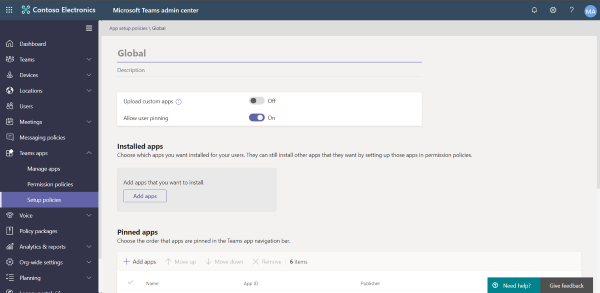 Contoso Electronics
Microsoft Teams admin center
?
MA
Dashboard
Teams
Devices
Locations
Users
Meetings
Messaging policies
Teams apps
Manage apps
Permission policies
Setup policies
Voice
Policy packages
Analytics & reports
Org-wide settings
Planning
App setup policies \ Global
Global
Description
Upload custom apps
Off
Allow user pinning
On
Installed apps
Choose which apps you want installed for your users. They can still install other apps that they want by setting up those apps in permission policies.
Add apps that you want to install.
Add apps
Pinned apps
Choose the order that apps are pinned in the Teams app navigation bar.
+ Add apps ↑ Move up ↓ Move down × Remove | 6 items
Name App ID Publisher
Need help?
Give feedback